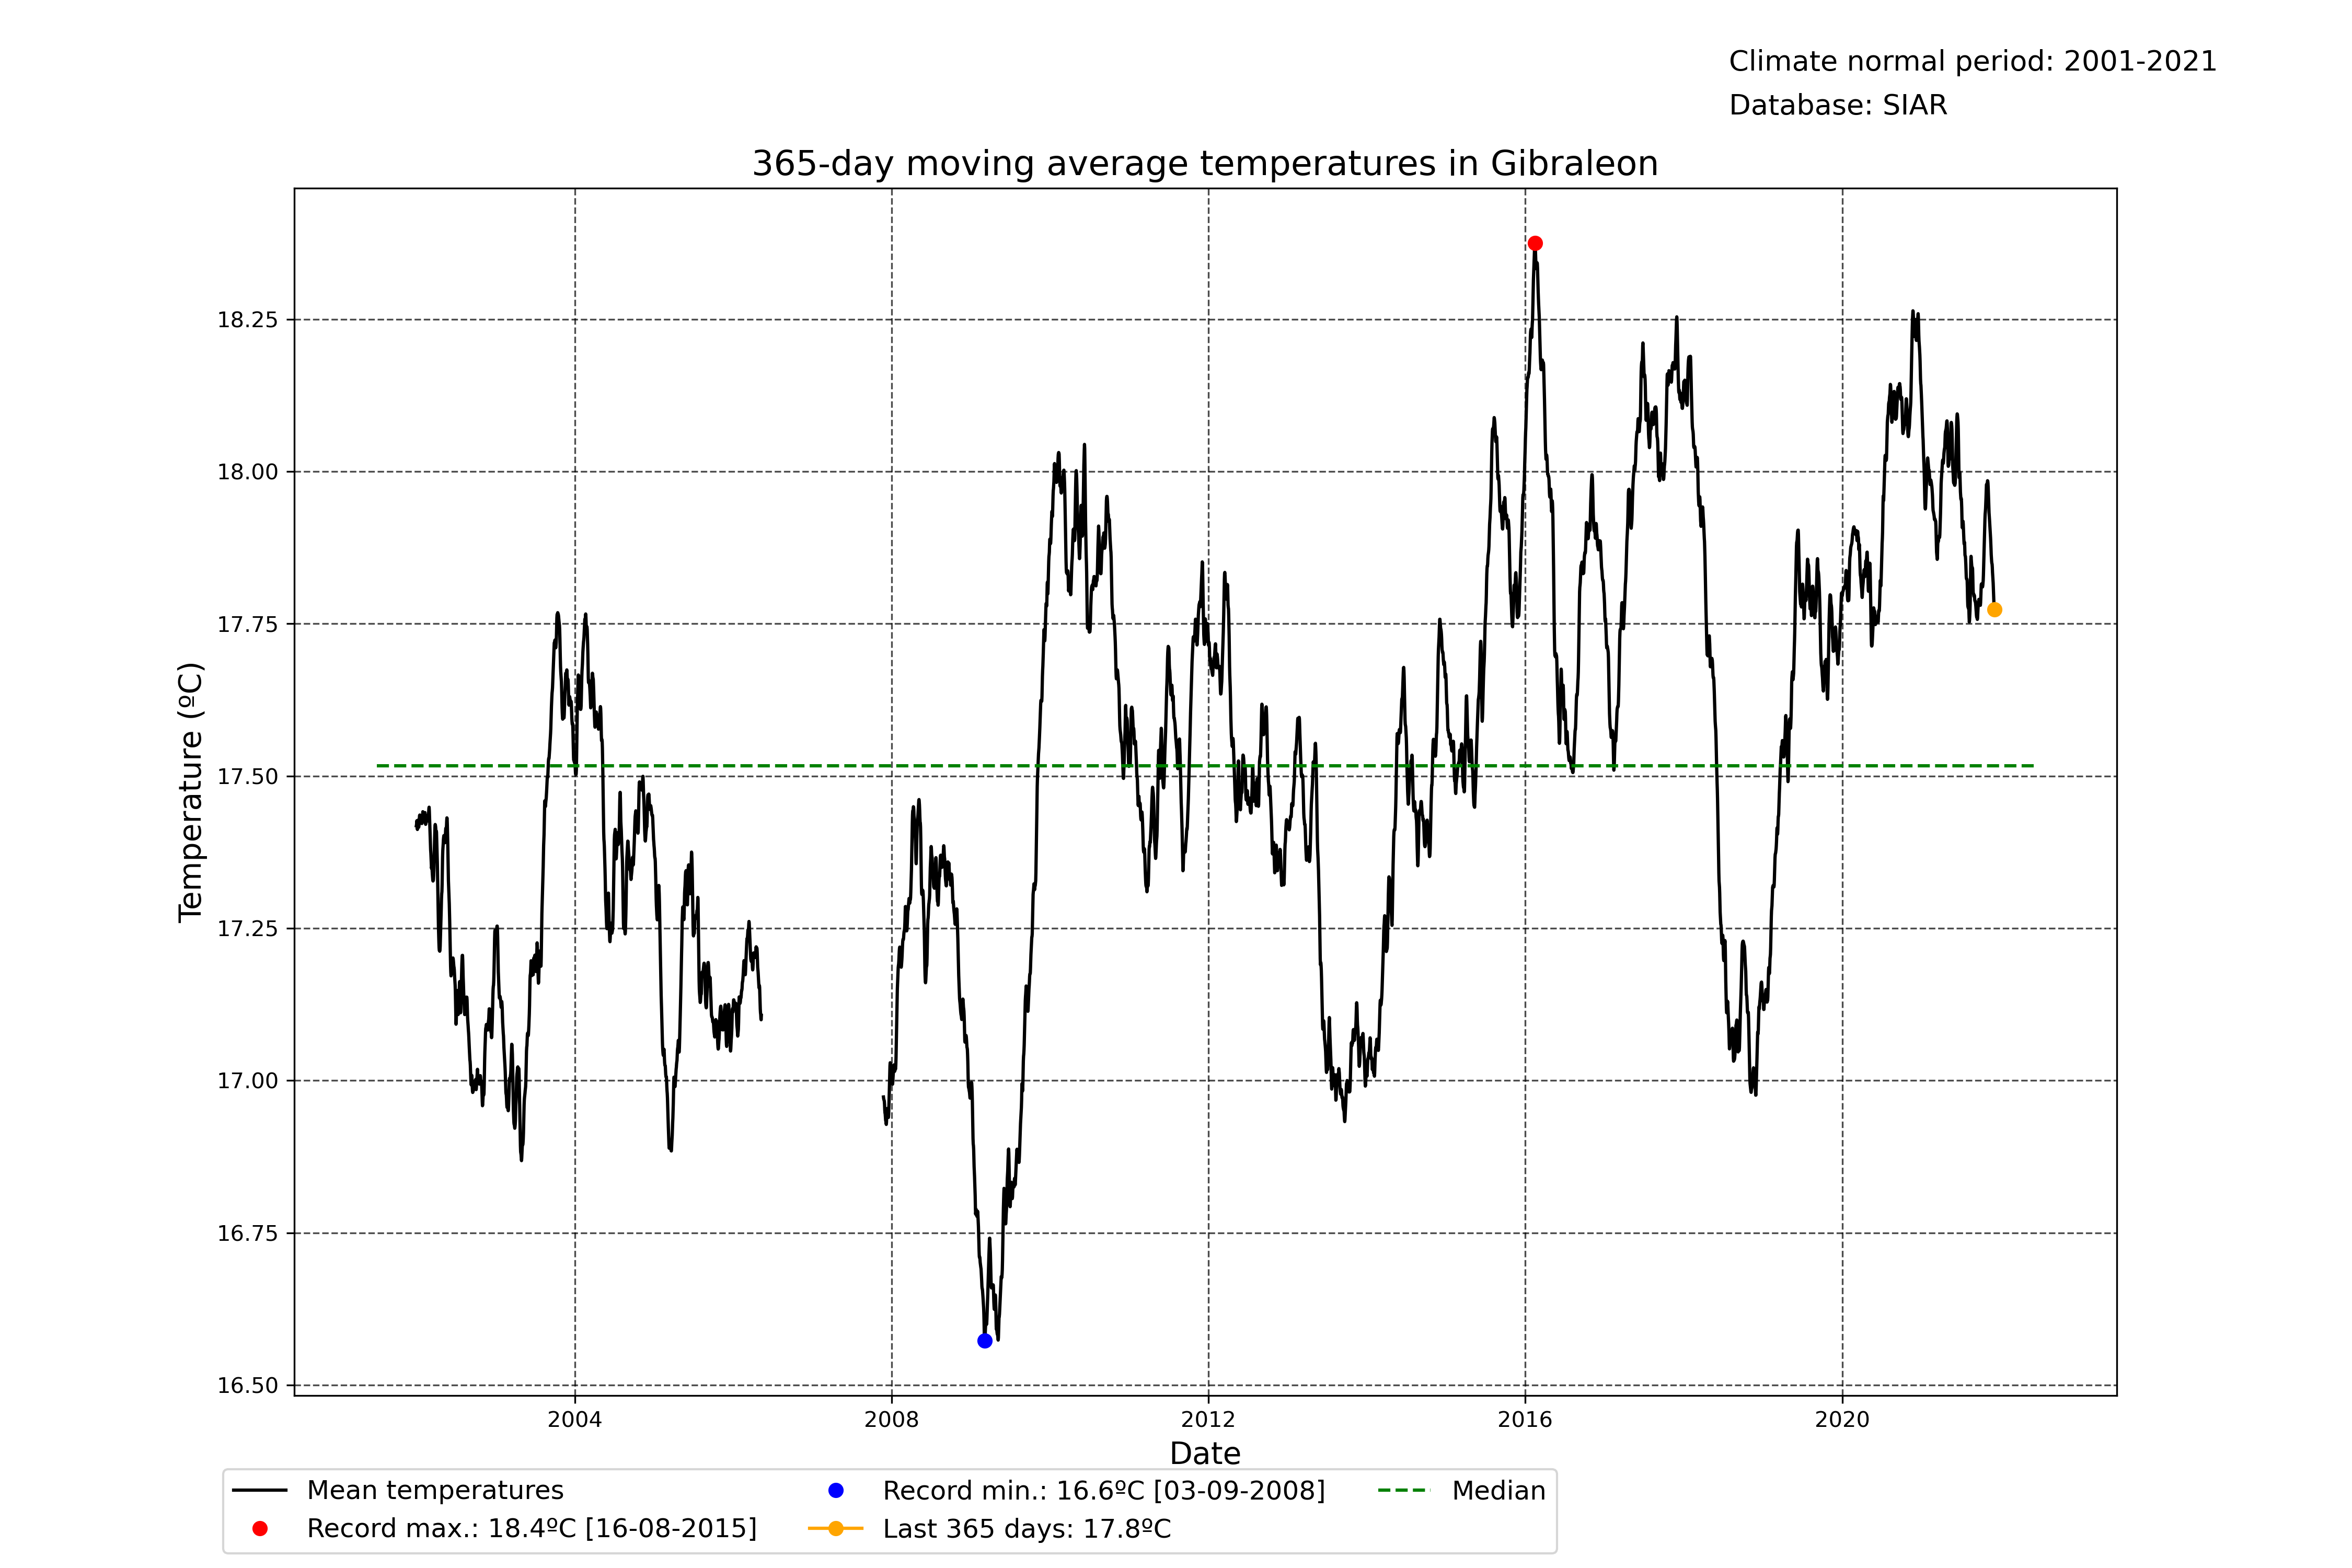 Climate normal period: 2001-2021
Database: SIAR
365-day moving average temperatures in Gibraleon
18.25
18.00
17.75
17.50
17.25
17.00
16.75
16.50
Temperature (ºC)
2004
2008
2012
2016
2020
Date
Mean temperatures
Record max.: 18.4ºC [16-08-2015]
Record min.: 16.6ºC [03-09-2008]
Last 365 days: 17.8ºC
Median